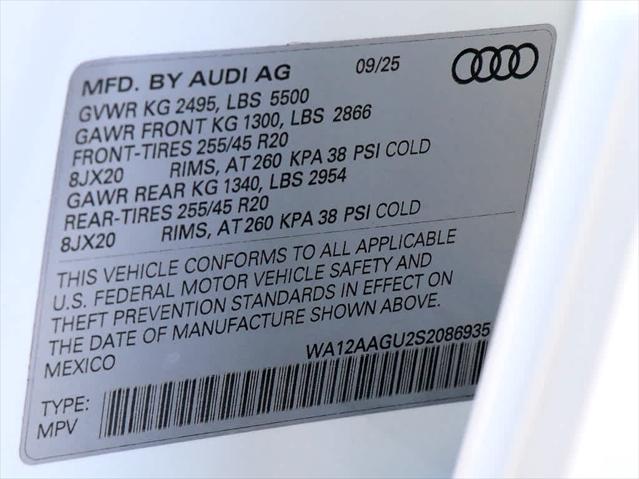 MFD. BY AUDI AG 09/25
GVWR KG 2495, LBS 5500
GAWR FRONT KG 1300, LBS 2866
FRONT-TIRES 255/45 R20
8JX20 RIMS, AT 260 KPA 38 PSI COLD
GAWR REAR KG 1340, LBS 2954
REAR-TIRES 255/45 R20
8JX20 RIMS, AT 260 KPA 38 PSI COLD
THIS VEHICLE CONFORMS TO ALL APPLICABLE
U.S. FEDERAL MOTOR VEHICLE SAFETY AND
THEFT PREVENTION STANDARDS IN EFFECT ON
THE DATE OF MANUFACTURE SHOWN ABOVE.
MEXICO WA12AAGU2S2086935
TYPE:
MPV